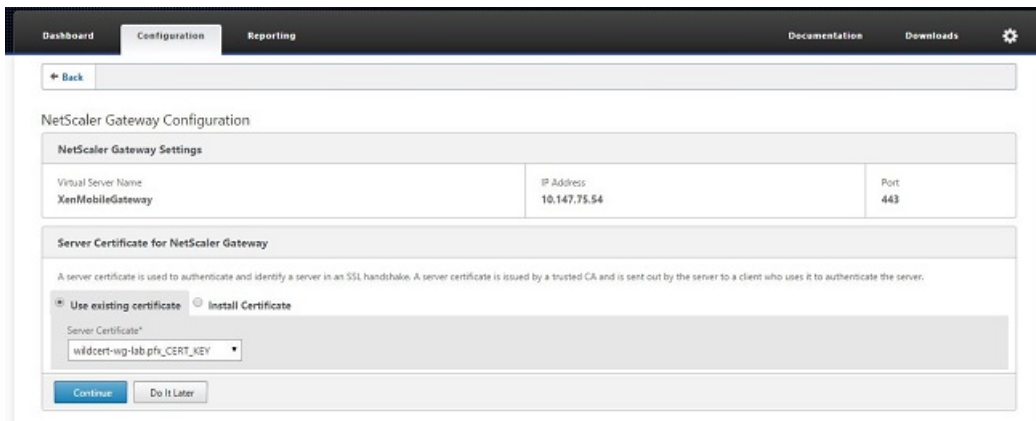 Dashboard Configuration Reporting Documentation Downloads
Back
NetScaler Gateway Configuration
NetScaler Gateway Settings
Virtual Server Name IP Address Port
XenMobileGateway 10.147.75.54 443
Server Certificate for NetScaler Gateway
A server certificate is used to authenticate and identify a server in an SSL handshake. A server certificate is issued by a trusted CA and is sent out by the server to a client who uses it to authenticate the server.
Use existing certificate Install Certificate
Server Certificate*
wildcert-wg-lab.pfx_CERT_KEY
Continue Do It Later